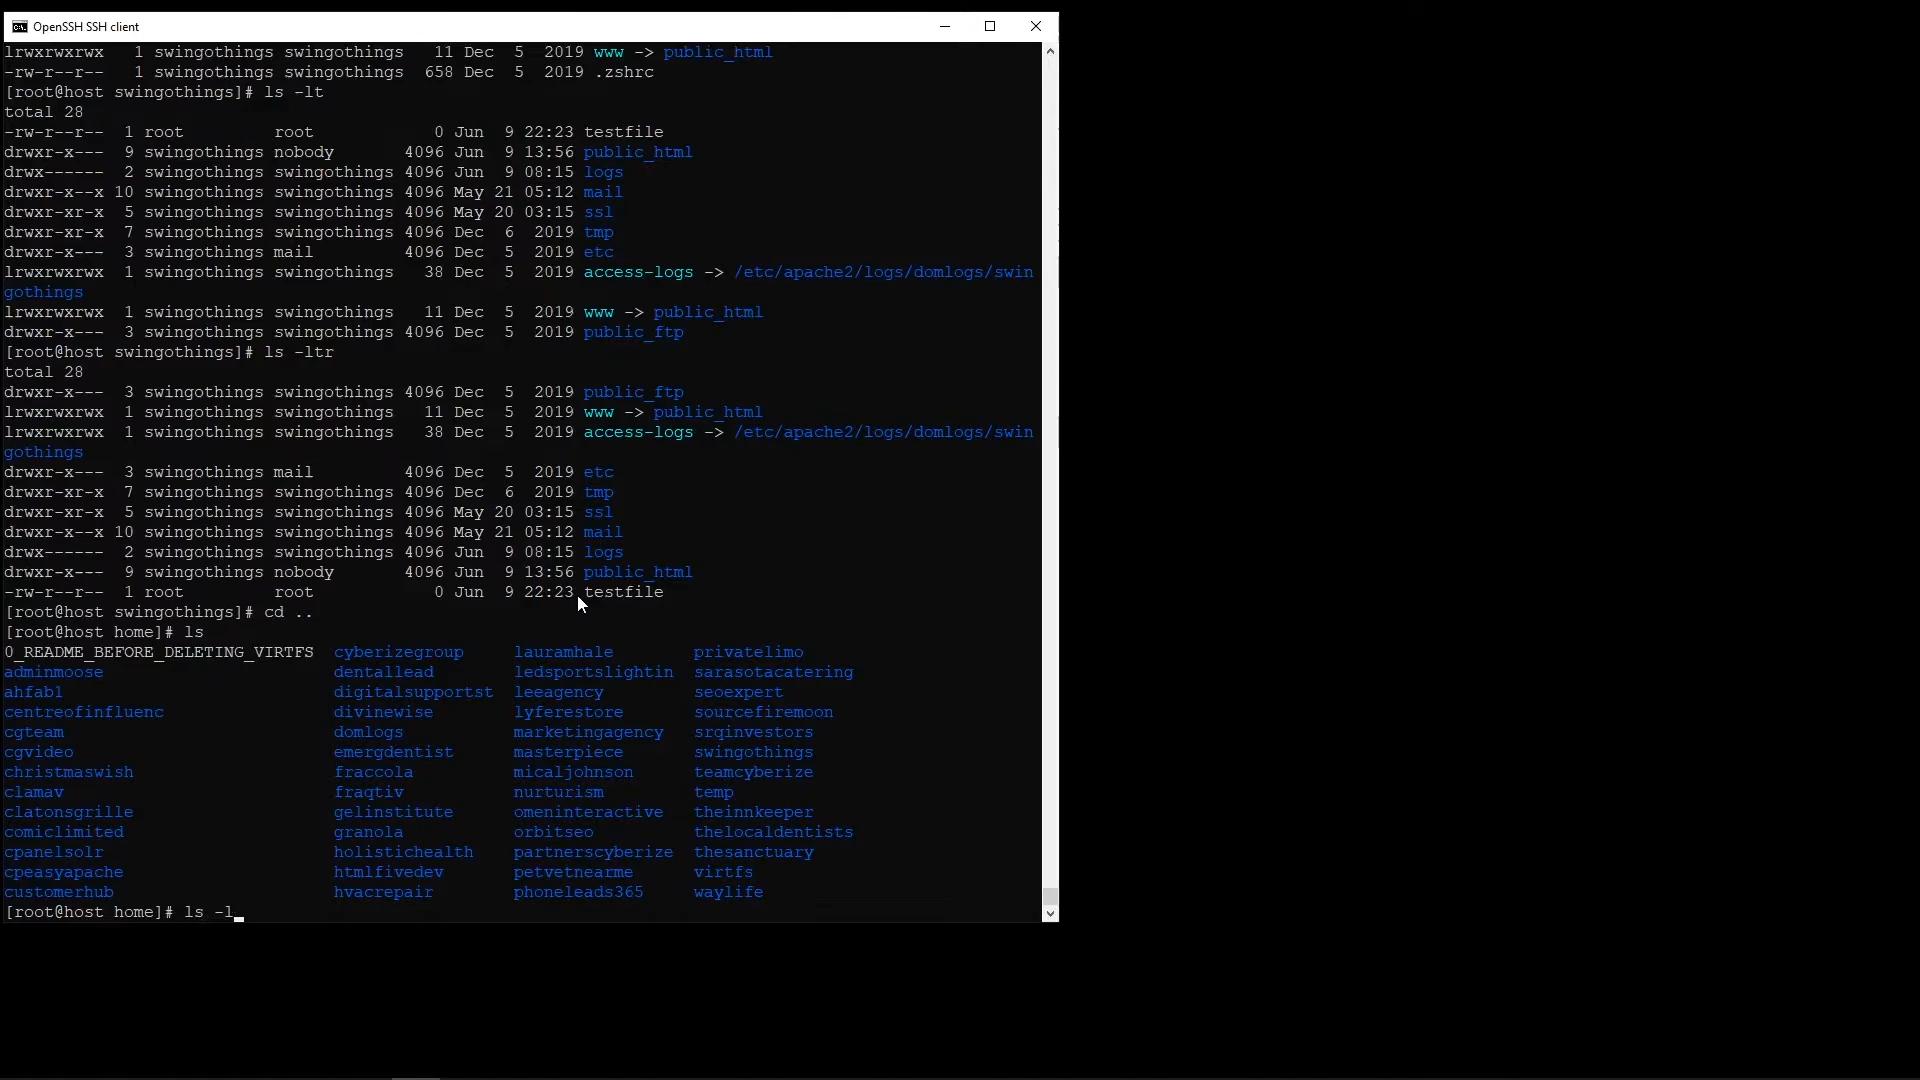 OpenSSH SSH client
lrwxrwxrwx   1 swingothings swingothings   11 Dec  5  2019 www -> public_html
-rw-r--r--   1 swingothings swingothings  658 Dec  5  2019 .zshrc
[root@host swingothings]# ls -lt
total 28
-rw-r--r--  1 root         root            0 Jun  9 22:23 testfile
drwxr-x---  9 swingothings nobody       4096 Jun  9 13:56 public_html
drwx------  2 swingothings swingothings 4096 Jun  9 08:15 logs
drwxr-x--x 10 swingothings swingothings 4096 May 21 05:12 mail
drwxr-xr-x  5 swingothings swingothings 4096 May 20 03:15 ssl
drwxr-xr-x  7 swingothings swingothings 4096 Dec  6  2019 tmp
drwxr-x---  3 swingothings mail         4096 Dec  5  2019 etc
lrwxrwxrwx  1 swingothings swingothings   38 Dec  5  2019 access-logs -> /etc/apache2/logs/domlogs/swin
gothings
lrwxrwxrwx  1 swingothings swingothings   11 Dec  5  2019 www -> public_html
drwxr-x---  3 swingothings swingothings 4096 Dec  5  2019 public_ftp
[root@host swingothings]# ls -ltr
total 28
drwxr-x---  3 swingothings swingothings 4096 Dec  5  2019 public_ftp
lrwxrwxrwx  1 swingothings swingothings   11 Dec  5  2019 www -> public_html
lrwxrwxrwx  1 swingothings swingothings   38 Dec  5  2019 access-logs -> /etc/apache2/logs/domlogs/swin
gothings
drwxr-x---  3 swingothings mail         4096 Dec  5  2019 etc
drwxr-xr-x  7 swingothings swingothings 4096 Dec  6  2019 tmp
drwxr-xr-x  5 swingothings swingothings 4096 May 20 03:15 ssl
drwxr-x--x 10 swingothings swingothings 4096 May 21 05:12 mail
drwx------  2 swingothings swingothings 4096 Jun  9 08:15 logs
drwxr-x---  9 swingothings nobody       4096 Jun  9 13:56 public_html
-rw-r--r--  1 root         root            0 Jun  9 22:23 testfile
[root@host swingothings]# cd ..
[root@host home]# ls
0_README_BEFORE_DELETING_VIRTFS  cyberizegroup     lauramhale        privatelimo
adminmoose                       dentallead        ledsportslightin  sarasotacatering
ahfabl                           digitalsupportst  leeagency         seoexpert
centreofinfluenc                 divinewise        lyferestore       sourcefiremoon
cgteam                           domlogs           marketingagency   srqinvestors
cgvideo                          emergdentist      masterpiece       swingothings
christmaswish                    fraccola          micaljohnson      teamcyberize
clamav                           fraqtiv           nurturism         temp
clatonsgrille                    gelinstitute      omeninteractive   theinnkeeper
comiclimited                     granola           orbitseo          thelocaldentists
cpanelsolr                       holistichealth    partnerscyberize  thesanctuary
cpeasyapache                     htmlfivedev       petvetnearme      virtfs
customerhub                      hvacrepair        phoneleads365     waylife
[root@host home]# ls -l